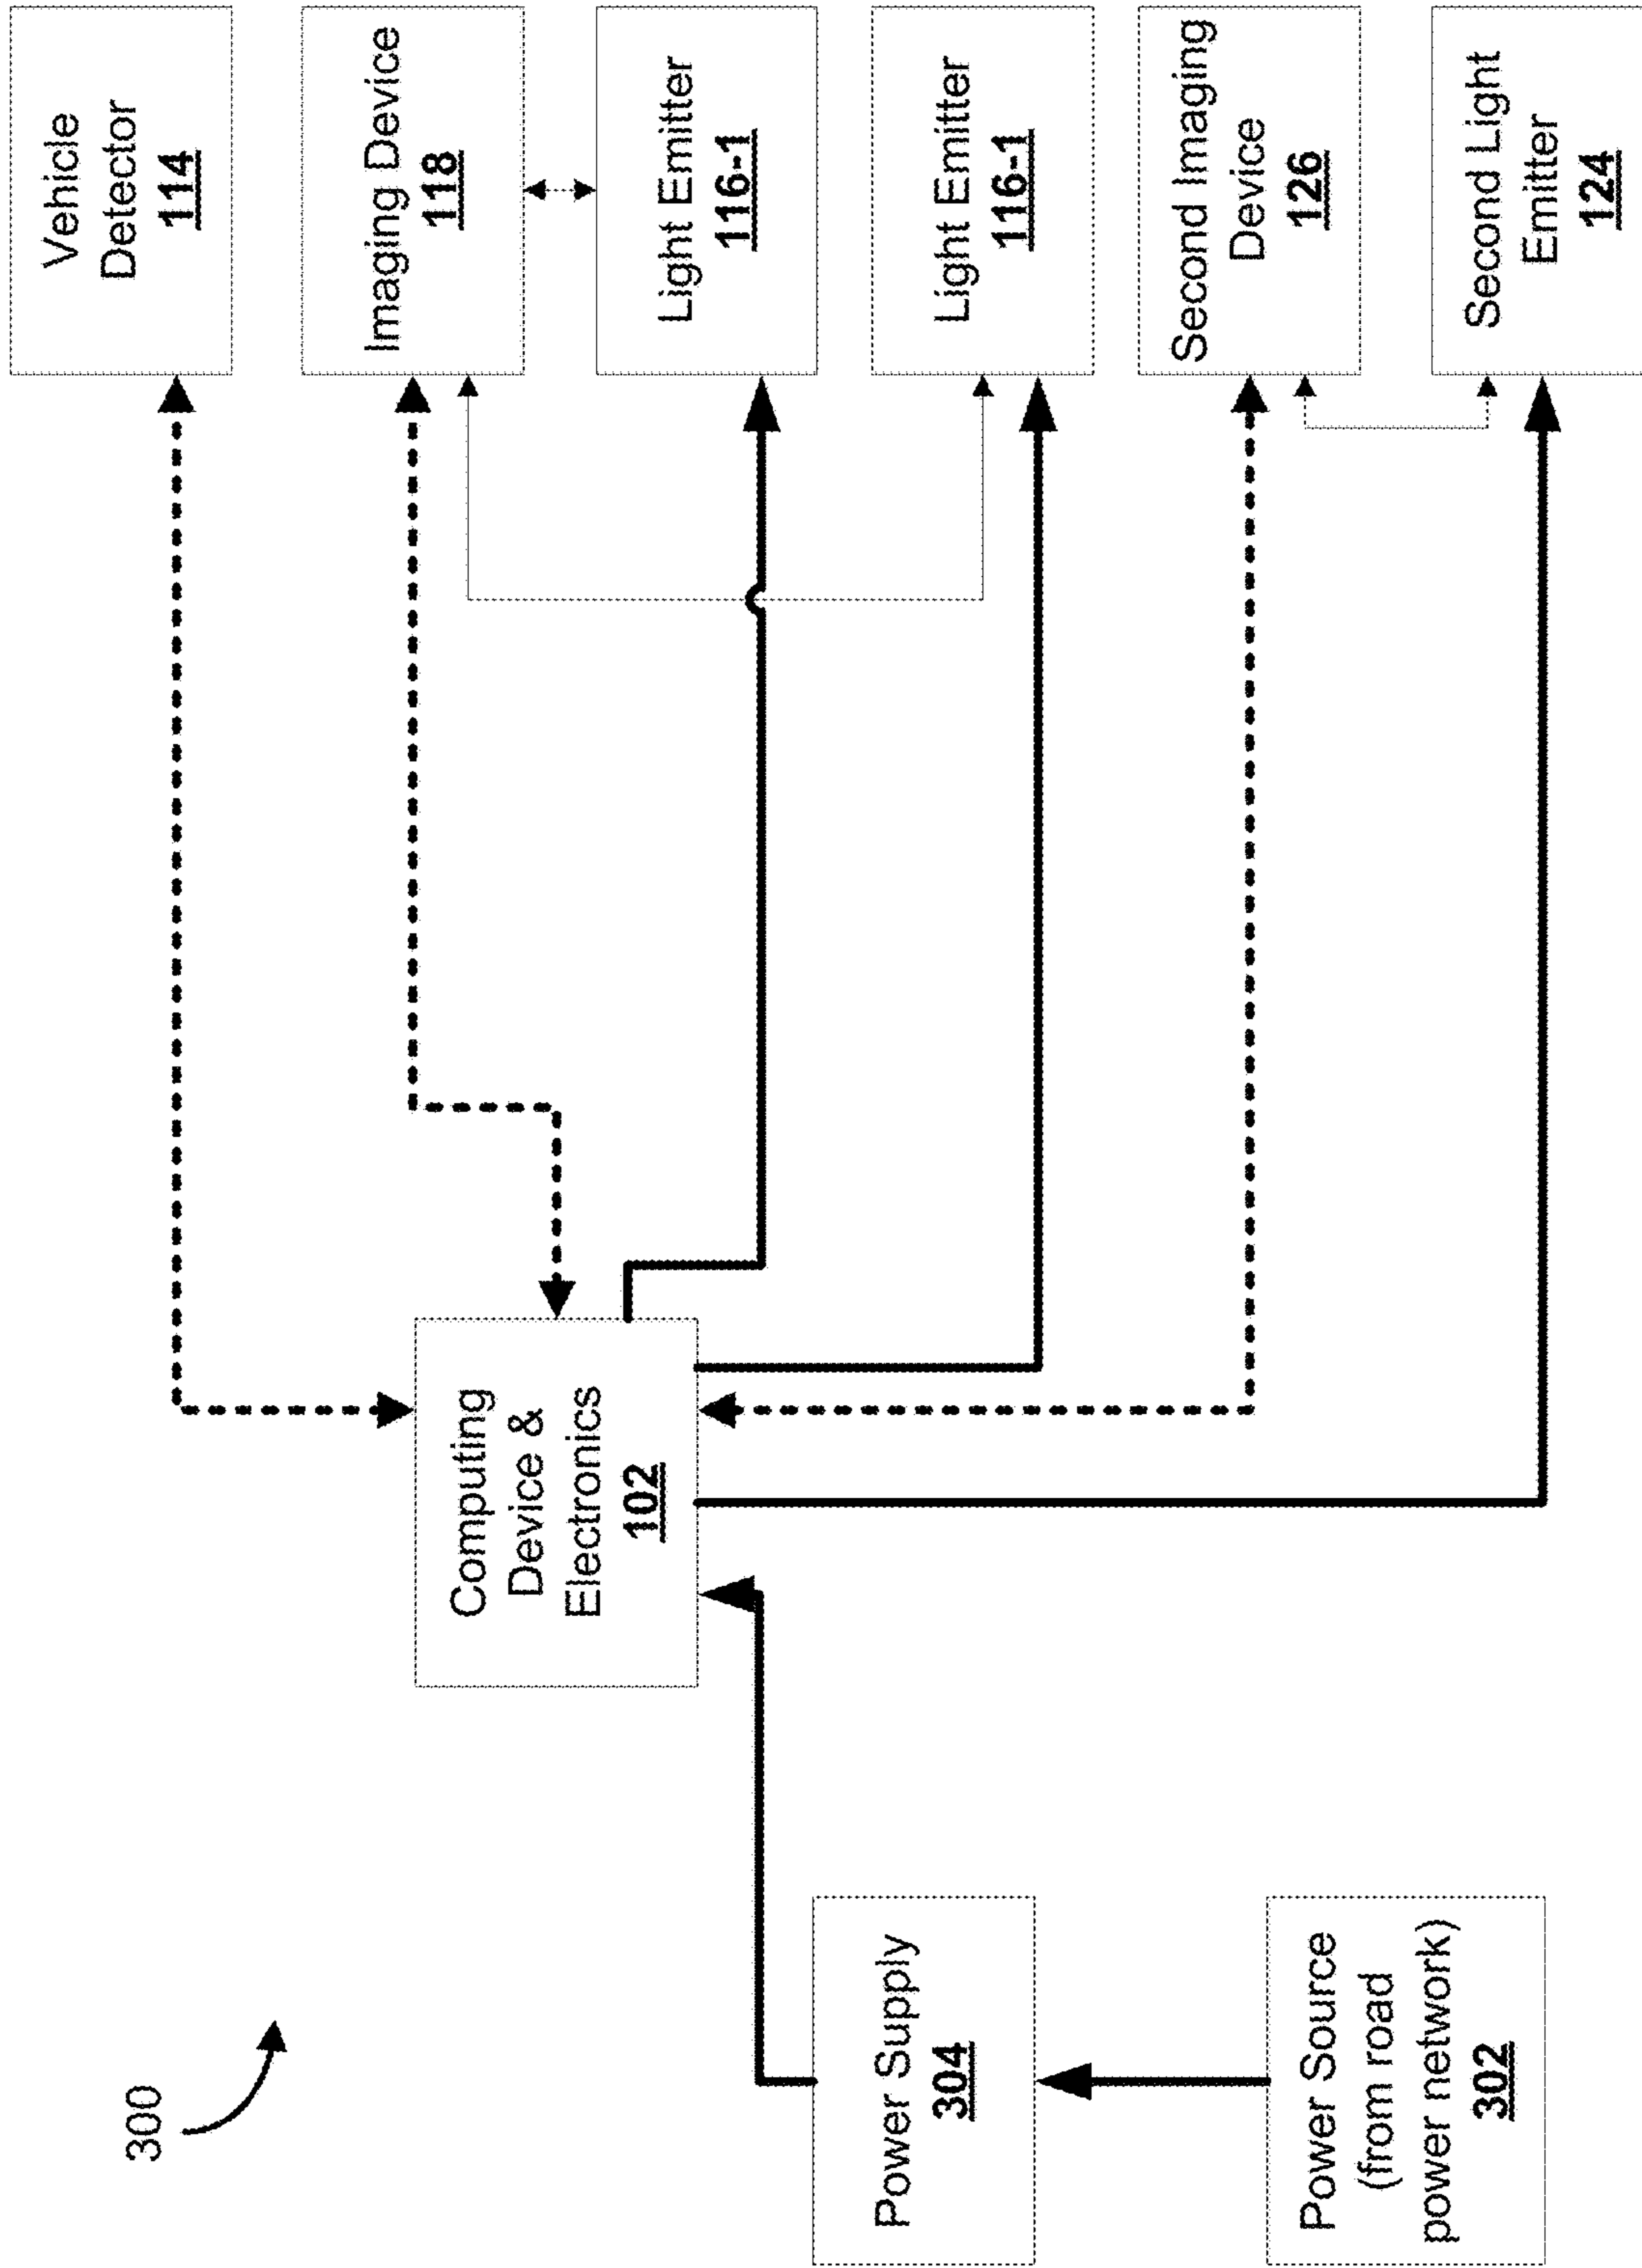 300
Power Source
(from road
power network)
302
Power Supply
304
Computing
Device &
Electronics
102
Vehicle
Detector
114
Imaging Device
118
Light Emitter
116-1
Light Emitter
116-1
Second Imaging
Device
126
Second Light
Emitter
124